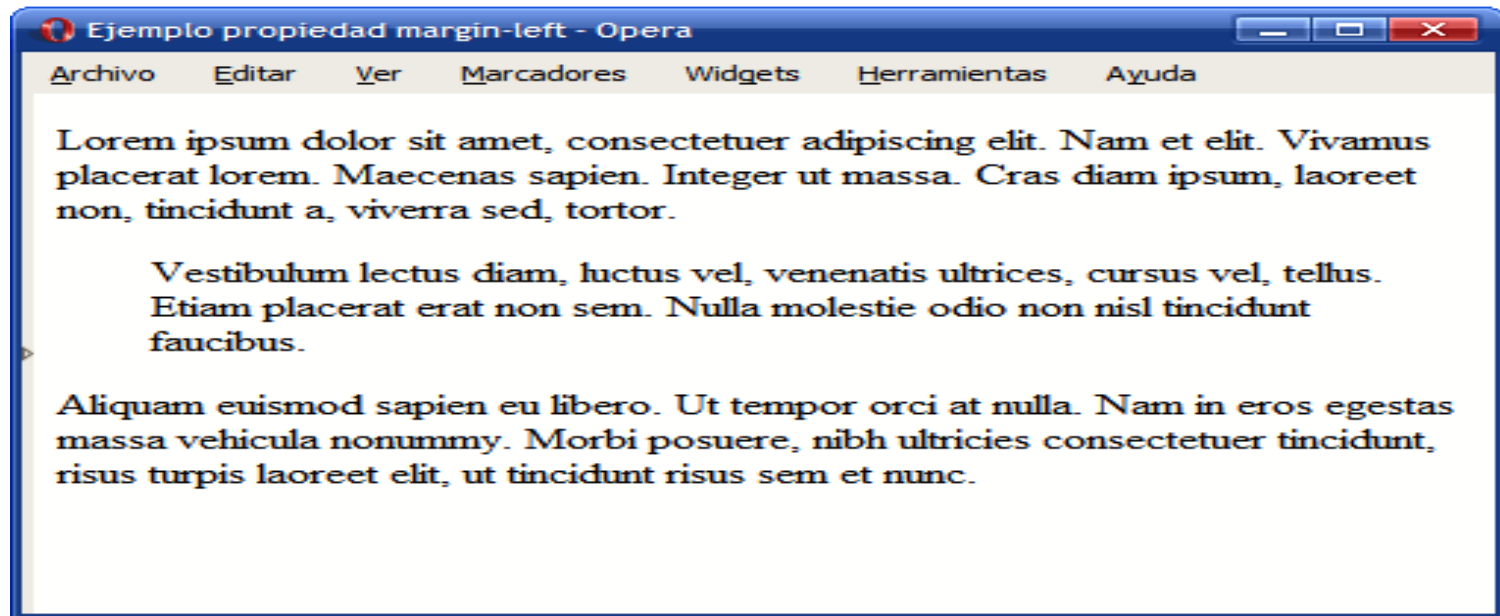 Ejemplo propiedad margin-left - Opera
Archivo Editar Ver Marcadores Widgets Herramientas Ayuda
Lorem ipsum dolor sit amet, consectetuer adipiscing elit. Nam et elit. Vivamus
placerat lorem. Maecenas sapien. Integer ut massa. Cras diam ipsum, laoreet
non, tincidunt a, viverra sed, tortor.
Vestibulum lectus diam, luctus vel, venenatis ultrices, cursus vel, tellus.
Etiam placerat erat non sem. Nulla molestie odio non nisl tincidunt
faucibus.
Aliquam euismod sapien eu libero. Ut tempor orci at nulla. Nam in eros egestas
massa vehicula nonummy. Morbi posuere, nibh ultricies consectetuer tincidunt,
risus turpis laoreet elit, ut tincidunt risus sem et nunc.